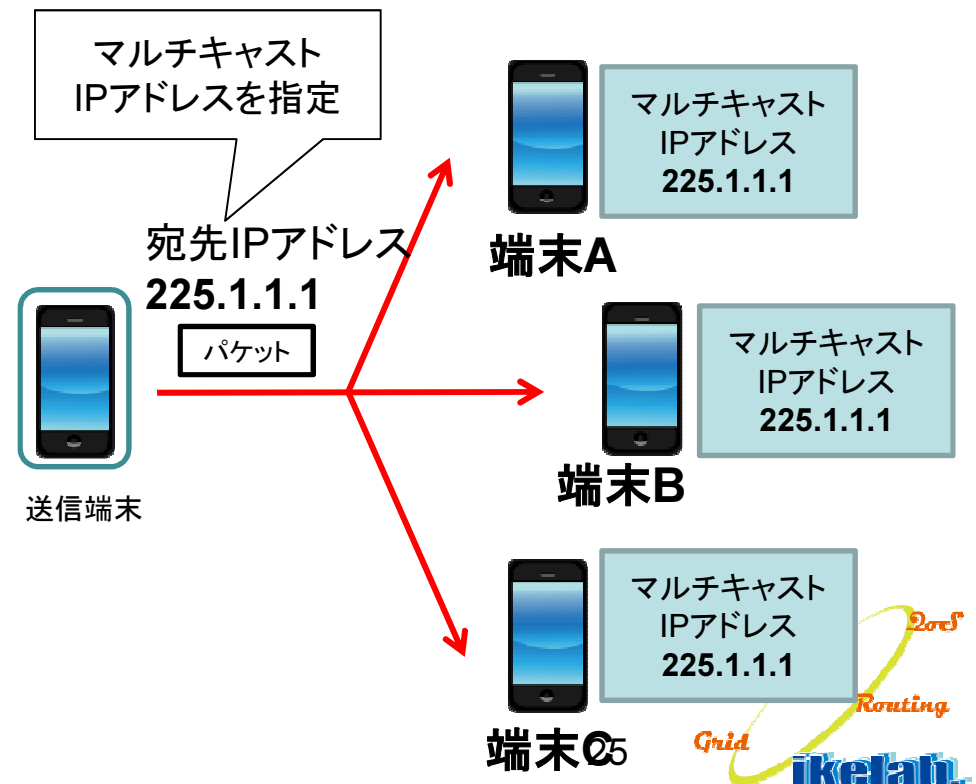 マルチキャスト
IPアドレスを指定
宛先IPアドレス
225.1.1.1
パケット
送信端末
マルチキャスト
IPアドレス
225.1.1.1
端末A
マルチキャスト
IPアドレス
225.1.1.1
端末B
マルチキャスト
IPアドレス
225.1.1.1
端末C
25
QoS
Routing
Grid
ikelab.